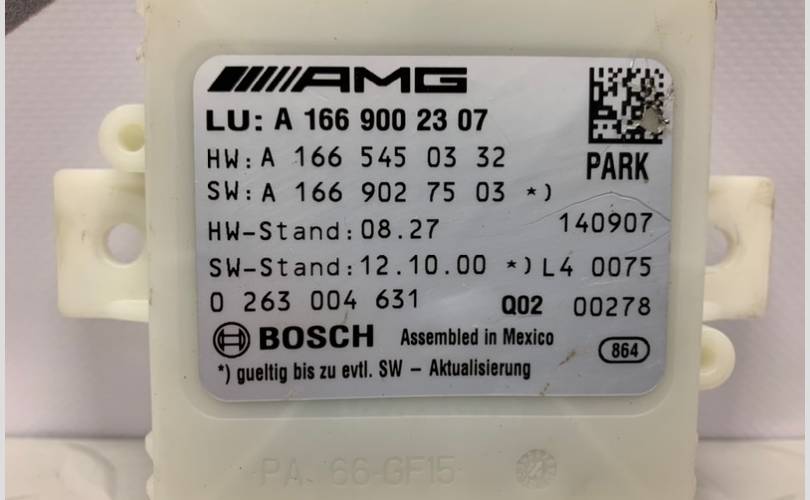 AMG
LU: A 166 900 23 07
HW: A 166 545 03 32
PARK
SW: A 166 902 75 03 *)
HW-Stand: 08.27 140907
SW-Stand: 12.10.00 *) L4 0075
0 263 004 631 Q02 00278
BOSCH Assembled in Mexico 864
*) gueltig bis zu evtl. SW - Aktualisierung
PA 66-GF15